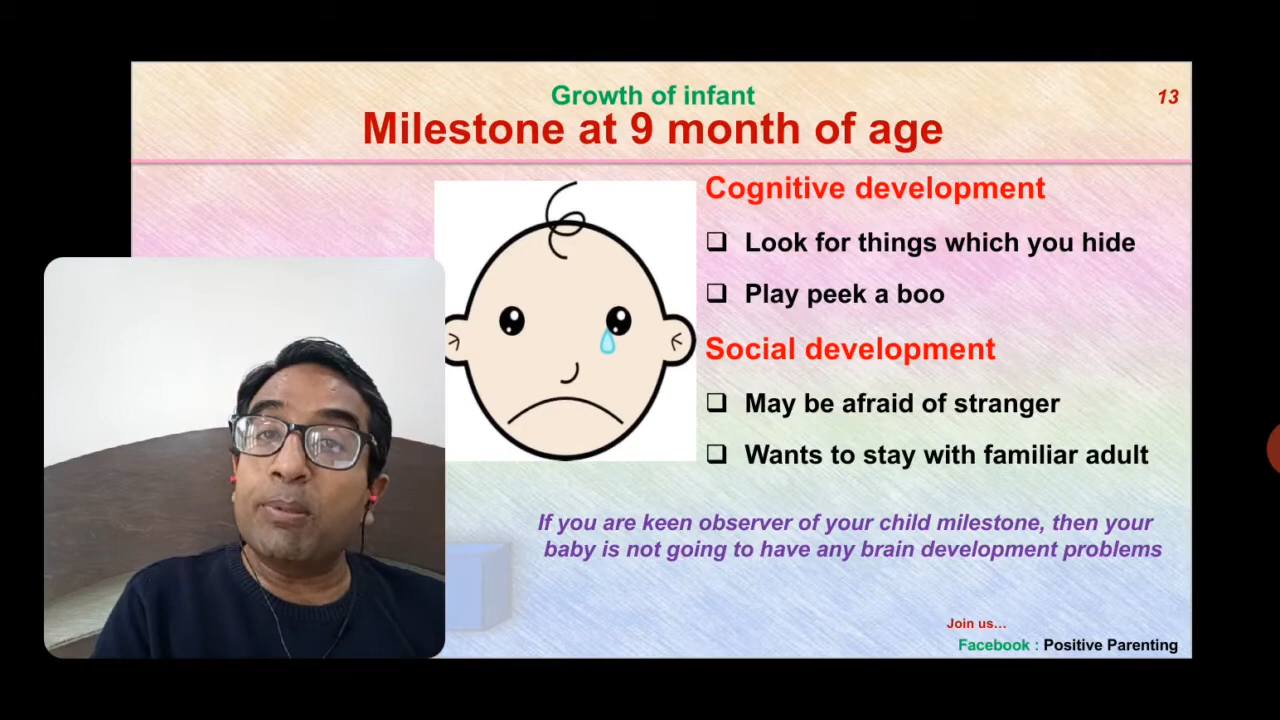 Growth of infant
13
Milestone at 9 month of age
Cognitive development
Look for things which you hide
Play peek a boo
Social development
May be afraid of stranger
Wants to stay with familiar adult
If you are keen observer of your child milestone, then your
baby is not going to have any brain development problems
Join us...
Facebook : Positive Parenting